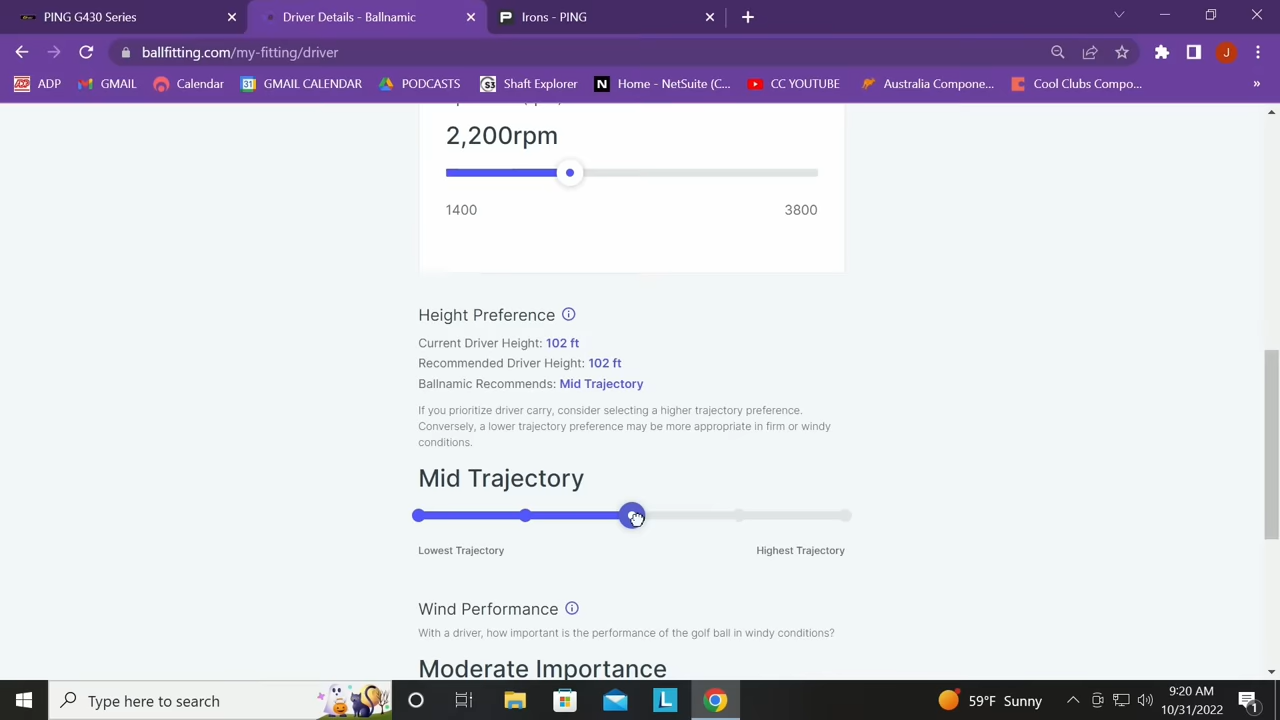 PING G430 Series
Driver Details - Ballnamic
Irons - PING
ballfitting.com/my-fitting/driver
J
ADP
GMAIL
Calendar
31
GMAIL CALENDAR
PODCASTS
Shaft Explorer
N
Home - NetSuite (C...
CC YOUTUBE
Australia Compone...
Cool Clubs Compo...
»
2,200rpm
1400
3800
Height Preference
Current Driver Height: 102 ft
Recommended Driver Height: 102 ft
Ballnamic Recommends: Mid Trajectory
If you prioritize driver carry, consider selecting a higher trajectory preference.
Conversely, a lower trajectory preference may be more appropriate in firm or windy
conditions.
Mid Trajectory
Lowest Trajectory
Highest Trajectory
Wind Performance
With a driver, how important is the performance of the golf ball in windy conditions?
Moderate Importance
Type here to search
L
59°F Sunny
9:20 AM
10/31/2022
1